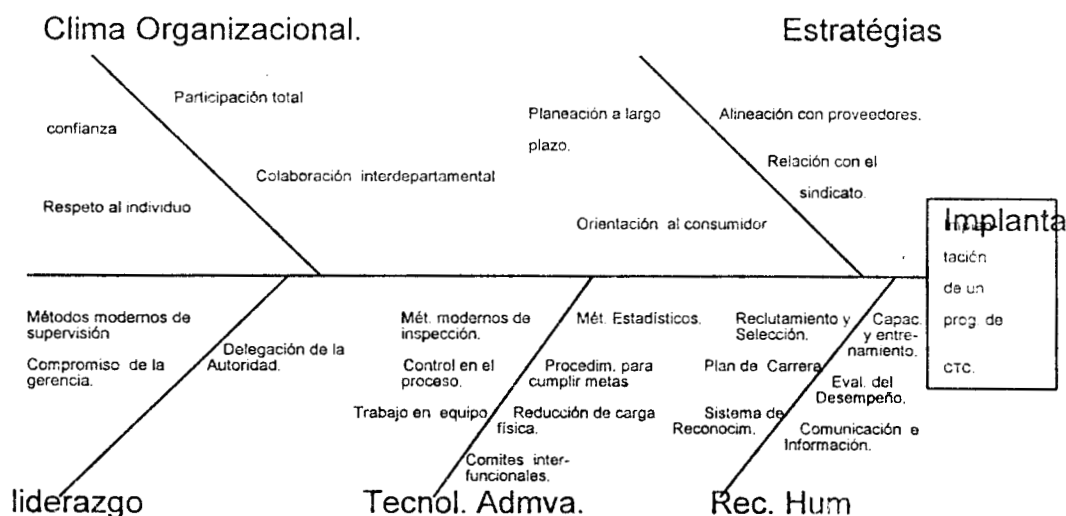 Clima Organizacional.
Estratégias
Participación total
confianza
Colaboración interdepartamental
Respeto al individuo
Planeación a largo
plazo.
Alineación con proveedores.
Relación con el
sindicato.
Orientación al consumidor
Implanta
tación
de un
prog. de
CTC.
Métodos modernos de
supervisión
Compromiso de la
gerencia.
Delegación de la
Autoridad.
Mét. modernos de
inspección.
Control en el
proceso.
Trabajo en equipo
Mét. Estadísticos.
Procedim. para
cumplir metas
Reducción de carga
física.
Comites inter-
funcionales.
Reclutamiento y
Selección.
Plan de Carrera
Sistema de
Reconocim.
Capac.
y entre-
namiento.
Eval. del
Desempeño.
Comunicación e
Información.
liderazgo
Tecnol. Admva.
Rec. Hum